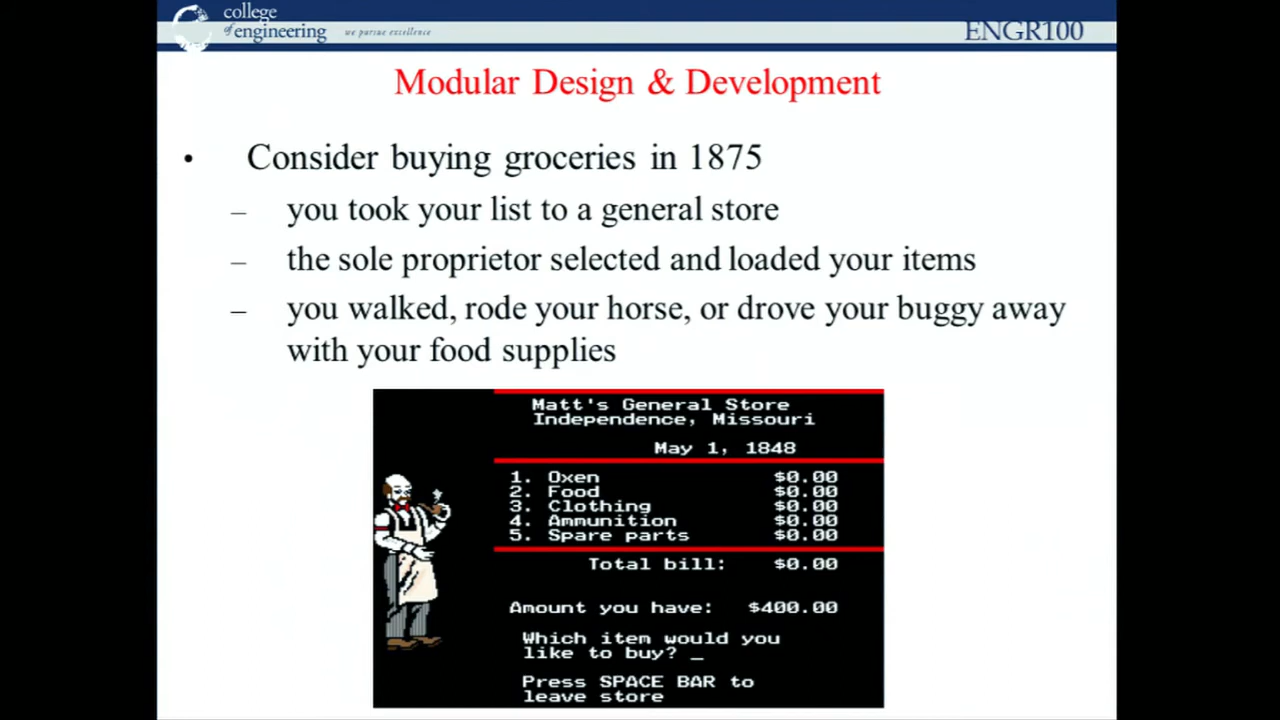 college
of engineering we pursue excellence
ENGR100
Modular Design & Development
• Consider buying groceries in 1875
– you took your list to a general store
– the sole proprietor selected and loaded your items
– you walked, rode your horse, or drove your buggy away
with your food supplies
Matt's General Store
Independence, Missouri
May 1, 1848
1. Oxen $0.00
2. Food $0.00
3. Clothing $0.00
4. Ammunition $0.00
5. Spare parts $0.00
Total bill: $0.00
Amount you have: $400.00
Which item would you
like to buy? _
Press SPACE BAR to
leave store